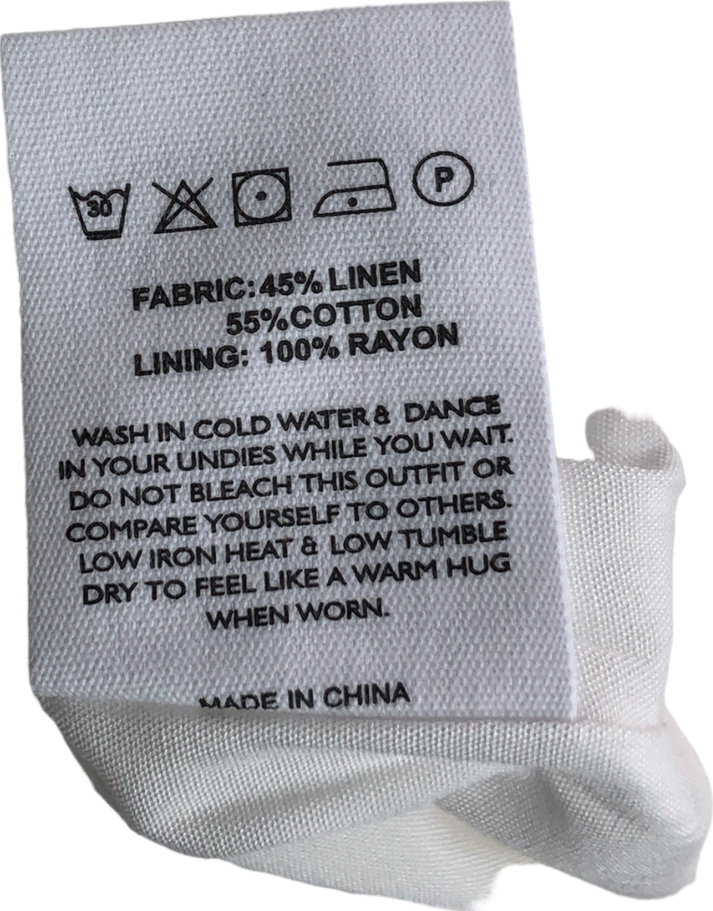 30
P
FABRIC: 45% LINEN
55%COTTON
LINING: 100% RAYON
WASH IN COLD WATER & DANCE
IN YOUR UNDIES WHILE YOU WAIT.
DO NOT BLEACH THIS OUTFIT OR
COMPARE YOURSELF TO OTHERS.
LOW IRON HEAT & LOW TUMBLE
DRY TO FEEL LIKE A WARM HUG
WHEN WORN.
MADE IN CHINA